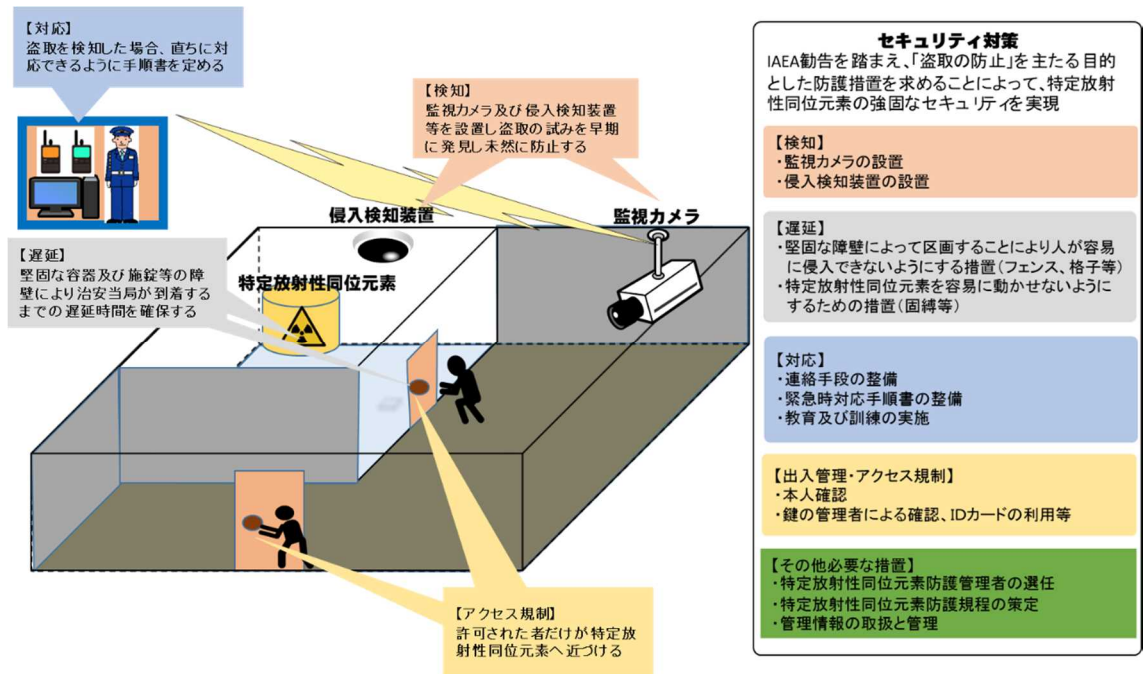 【対応】
盗取を検知した場合、直ちに対
応できるように手順書を定める
【検知】
監視カメラ及び侵入検知装置
等を設置し盗取の試みを早期
に発見し未然に防止する
侵入検知装置
監視カメラ
【遅延】
堅固な容器及び施錠等の障
壁により治安当局が到着する
までの遅延時間を確保する
特定放射性同位元素
【アクセス規制】
許可された者だけが特定放
射性同位元素へ近づける
セキュリティ対策
IAEA勧告を踏まえ、「盗取の防止」を主たる目的
とした防護措置を求めることによって、特定放射
性同位元素の強固なセキュリティを実現
【検知】
・監視カメラの設置
・侵入検知装置の設置
【遅延】
・堅固な障壁によって区画することにより人が容易
に侵入できないようにする措置(フェンス、格子等)
・特定放射性同位元素を容易に動かせないように
するための措置(固縛等)
【対応】
・連絡手段の整備
・緊急時対応手順書の整備
・教育及び訓練の実施
【出入管理・アクセス規制】
・本人確認
・鍵の管理者による確認、IDカードの利用等
【その他必要な措置】
・特定放射性同位元素防護管理者の選任
・特定放射性同位元素防護規程の策定
・管理情報の取扱と管理